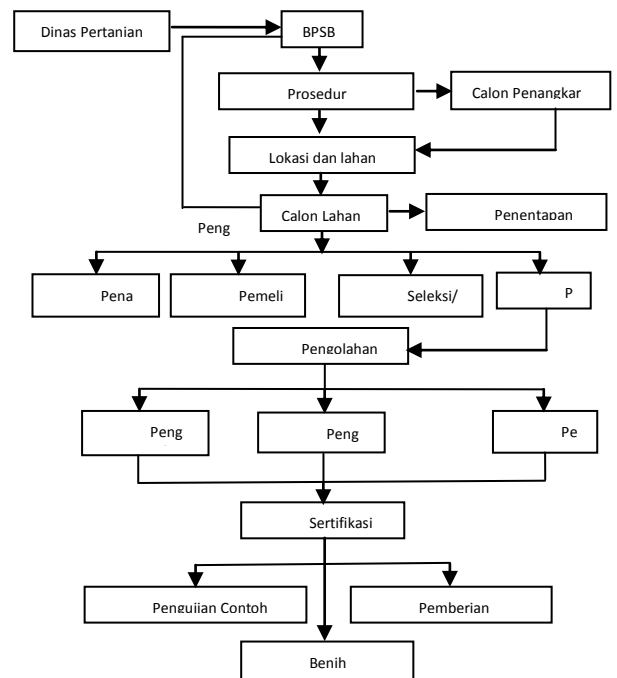 Dinas Pertanian
BPSB
Prosedur
Calon Penangkar
Lokasi dan lahan
Calon Lahan
Penentapan
Peng
Pena
Pemeli
Seleksi/
P
Pengolahan
Peng
Peng
Pe
Sertifikasi
Pengujian Contoh
Pemberian
Benih